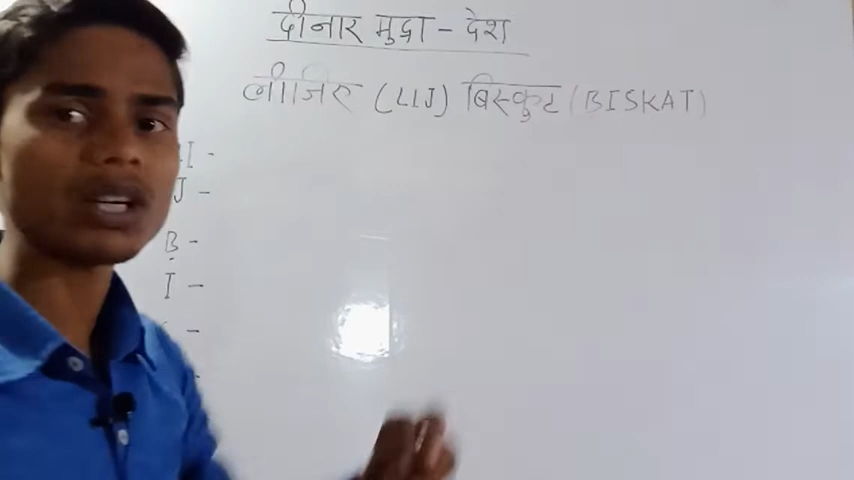 दीनार मुद्रा - देश
लीजिए (LIJ) बिस्कुट (BISKAT)
I -
J -
B -
I -
-
-